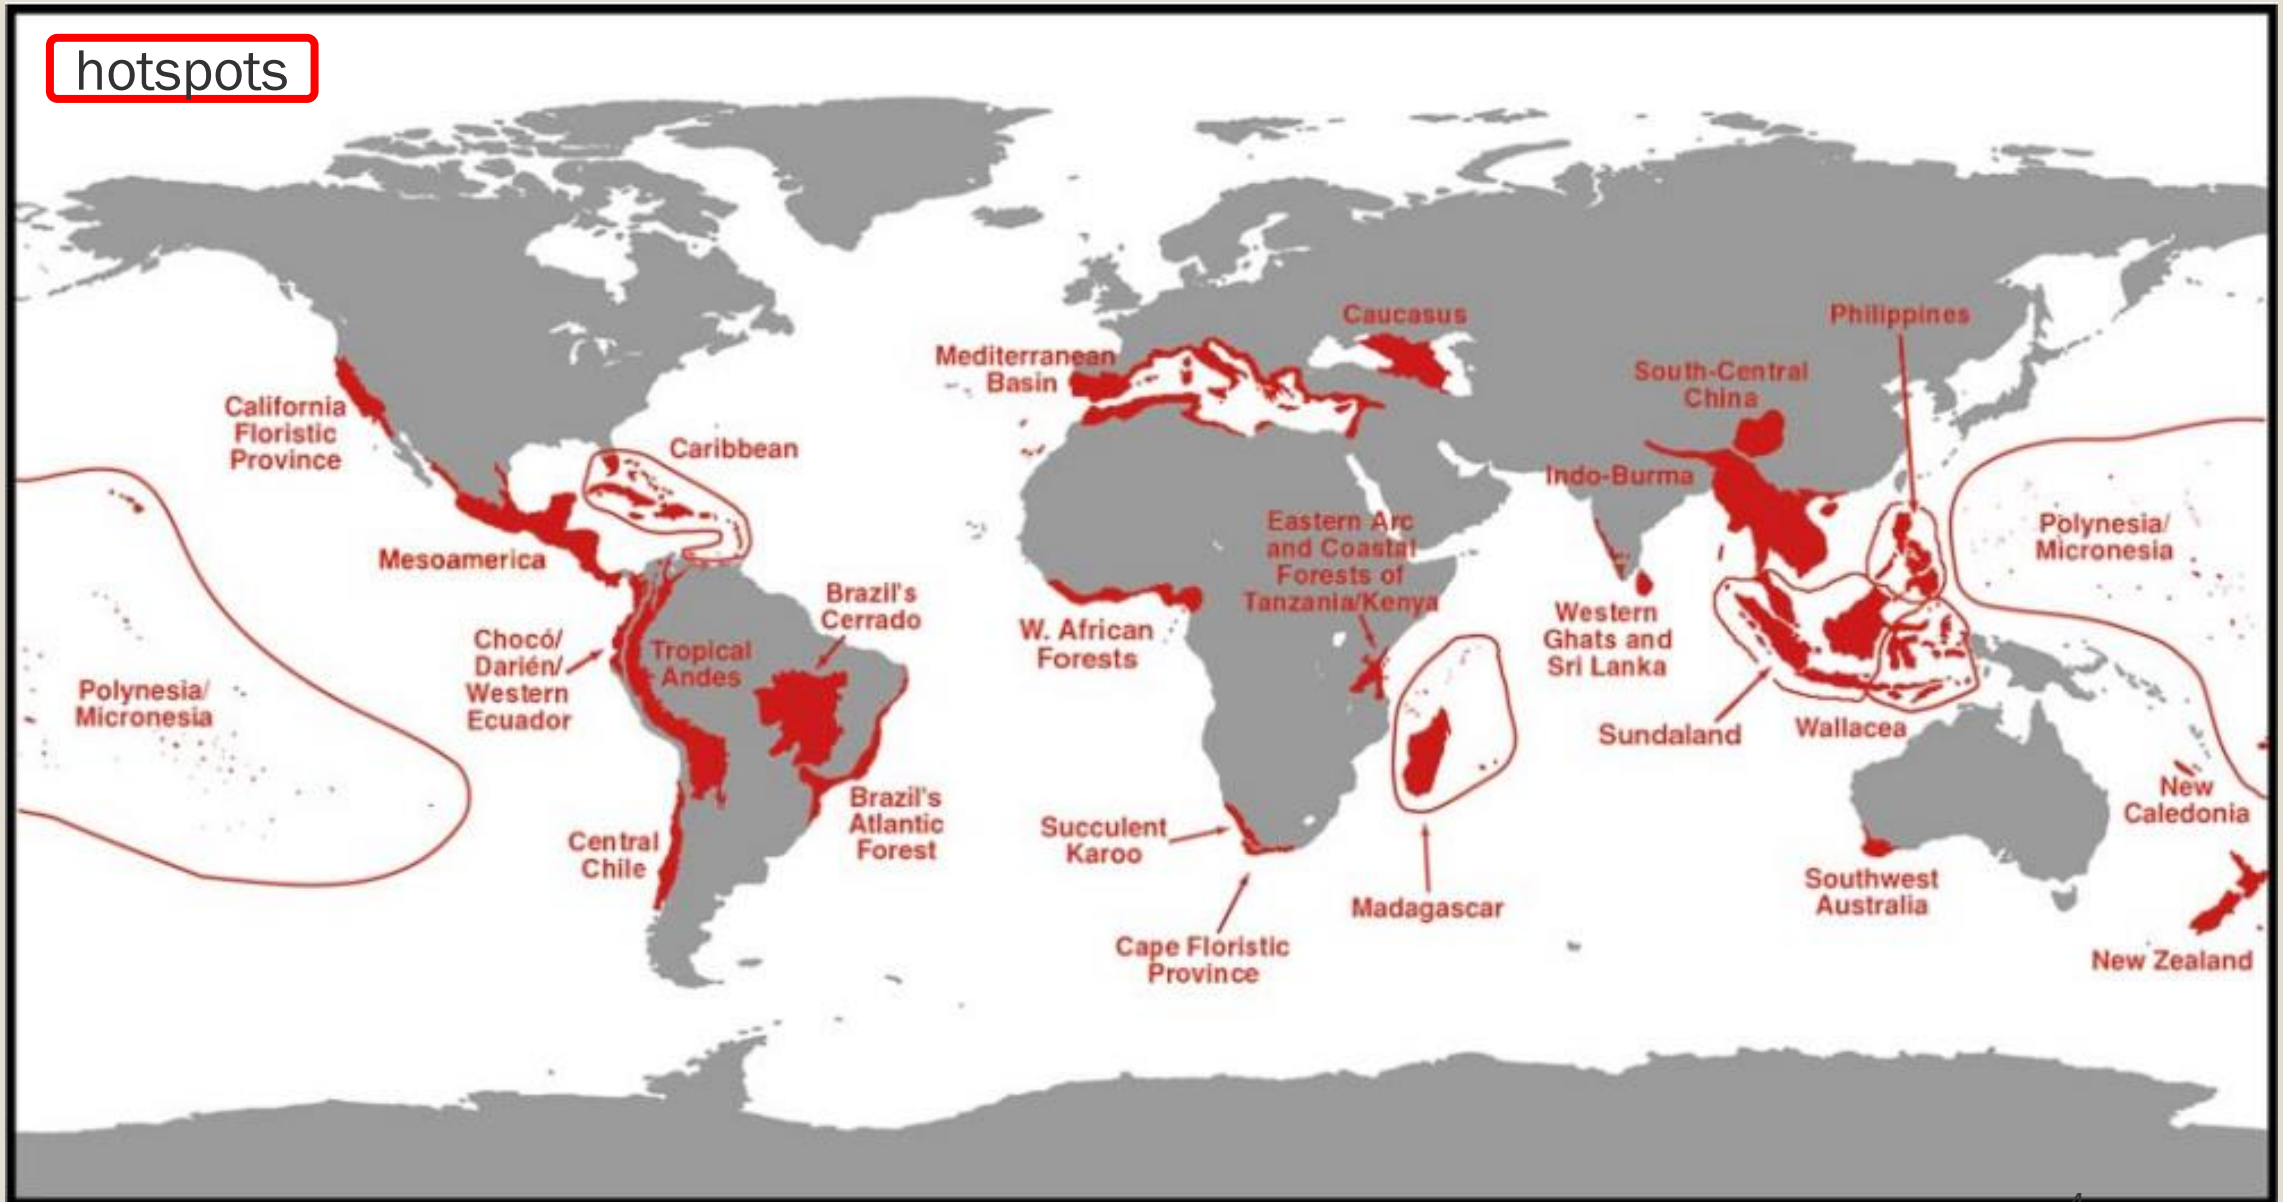 hotspots
Caucasus
Philippines
Mediterranean
Basin
South-Central
China
California
Floristic
Province
Caribbean
Indo-Burma
Eastern Arc
and Coastal
Forests of
Tanzania/Kenya
Polynesia/
Micronesia
Mesoamerica
Brazil's
Cerrado
W. African
Forests
Western
Ghats and
Sri Lanka
Chocó/
Darién/
Western
Ecuador
Tropical
Andes
Polynesia/
Micronesia
Sundaland
Wallacea
New
Caledonia
Brazil's
Atlantic
Forest
Succulent
Karoo
Central
Chile
Madagascar
Southwest
Australia
Cape Floristic
Province
New Zealand